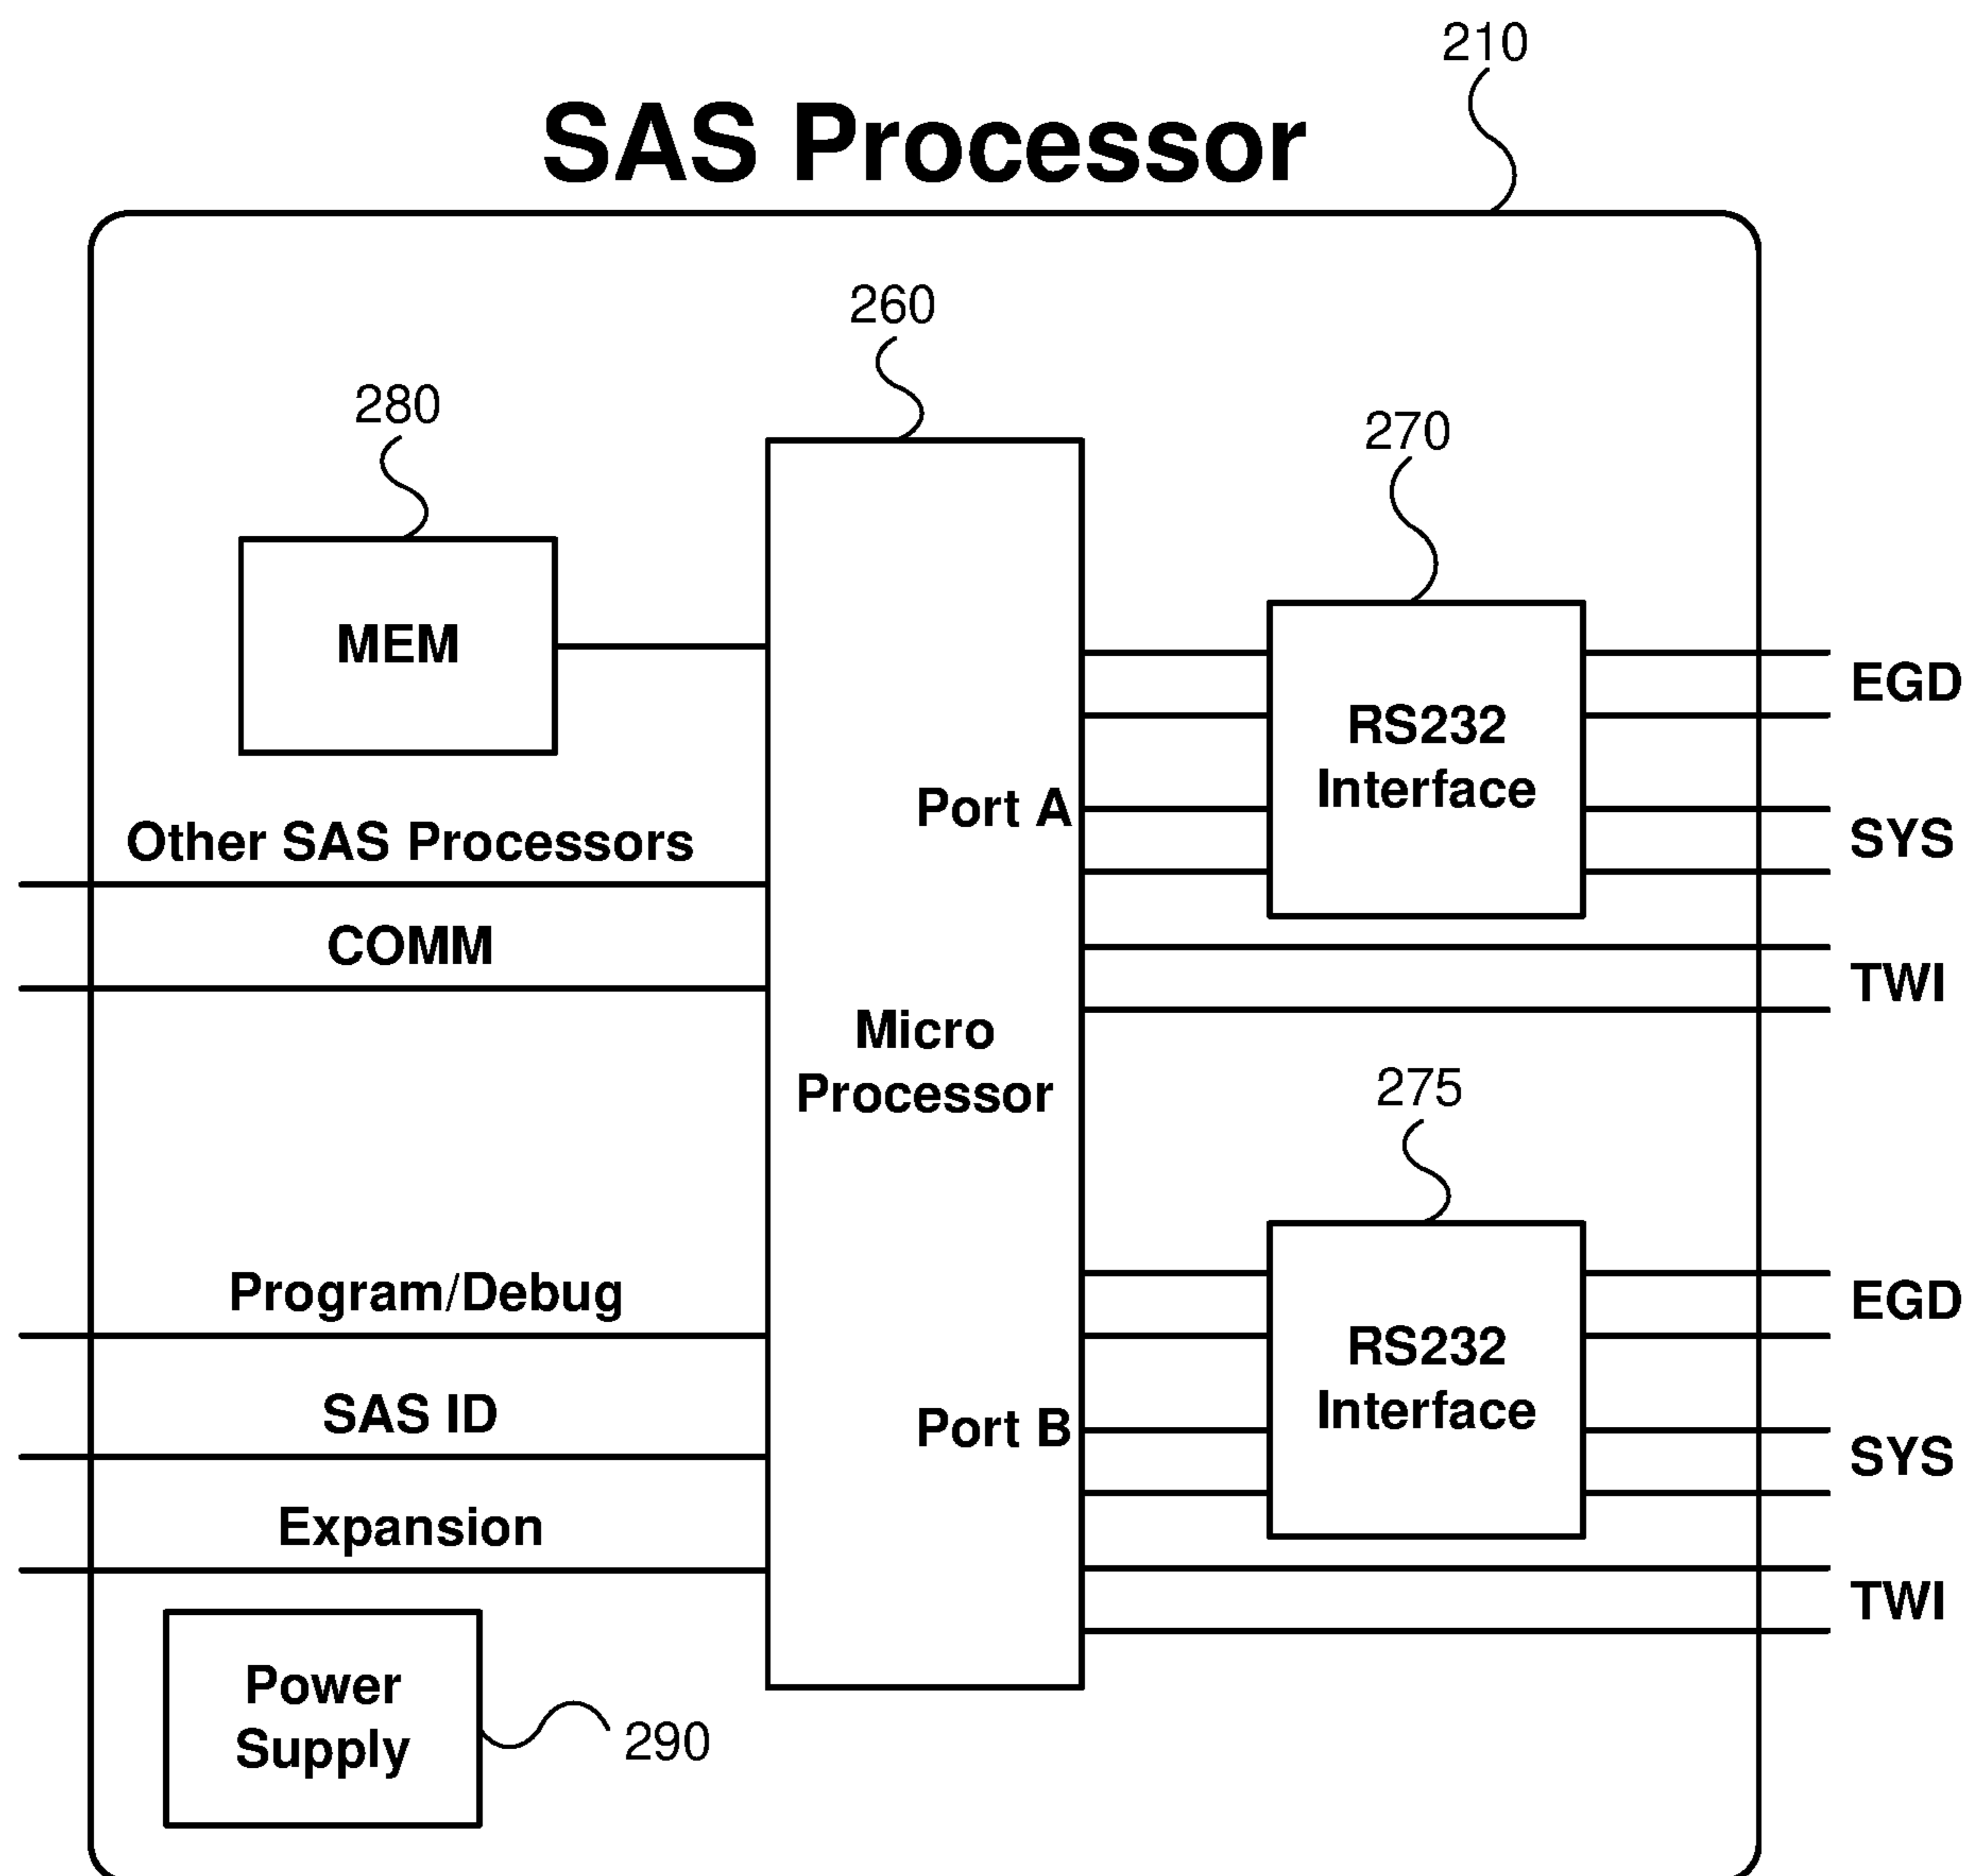 210
SAS Processor
260
280
270
MEM
EGD
RS232
Interface
Port A
Other SAS Processors
SYS
COMM
TWI
Micro
Processor
275
Program/Debug
EGD
RS232
Interface
SAS ID
Port B
SYS
Expansion
TWI
Power
Supply
290